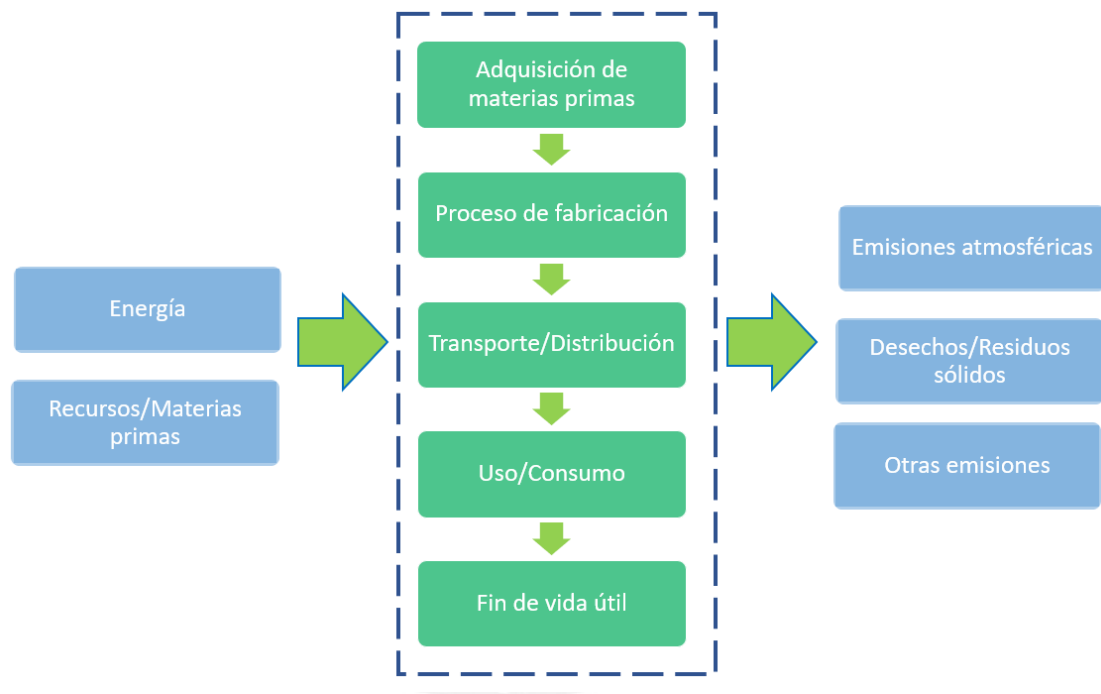 Energía
Recursos/Materias
primas
Adquisición de
materias primas
Proceso de fabricación
Transporte/Distribución
Uso/Consumo
Fin de vida útil
Emisiones atmosféricas
Desechos/Residuos
sólidos
Otras emisiones